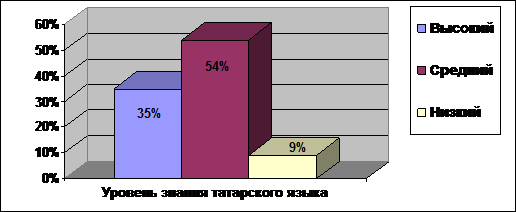 60%
50%
40%
30%
20%
10%
0%
35%
54%
9%
Уровень знания татарского языка
Высокий
Средний
Низкий